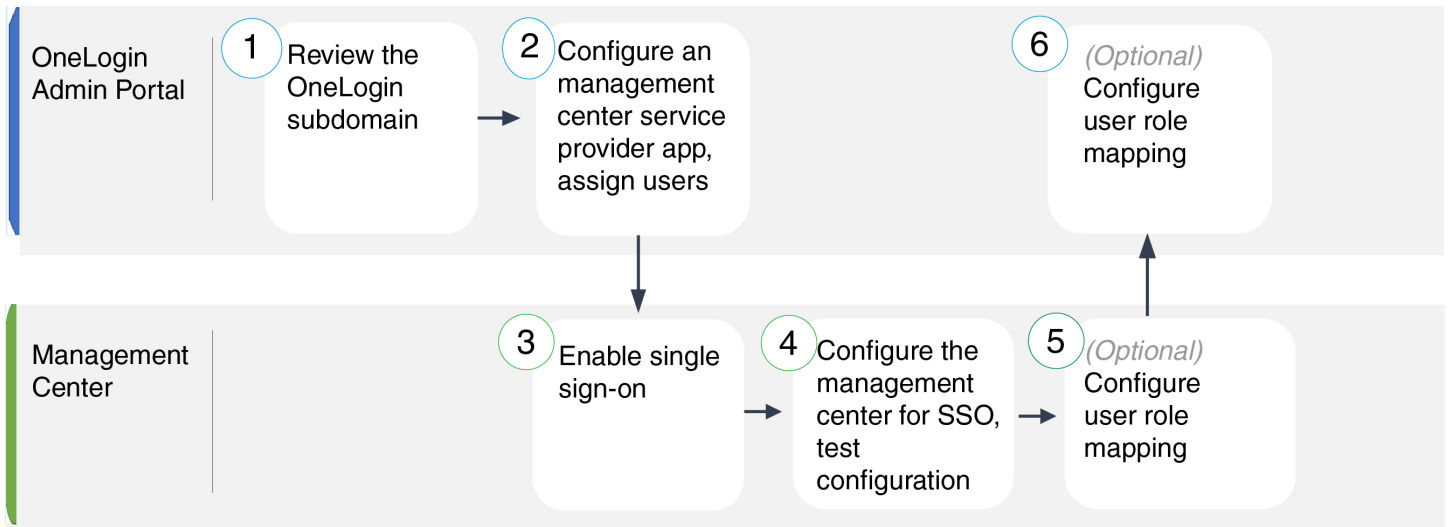 OneLogin
Admin Portal
1
Review the
OneLogin
subdomain
2
Configure an
management
center service
provider app,
assign users
6
(Optional)
Configure
user role
mapping
Management
Center
3
Enable single
sign-on
4
Configure the
management
center for SSO,
test
configuration
5
(Optional)
Configure
user role
mapping